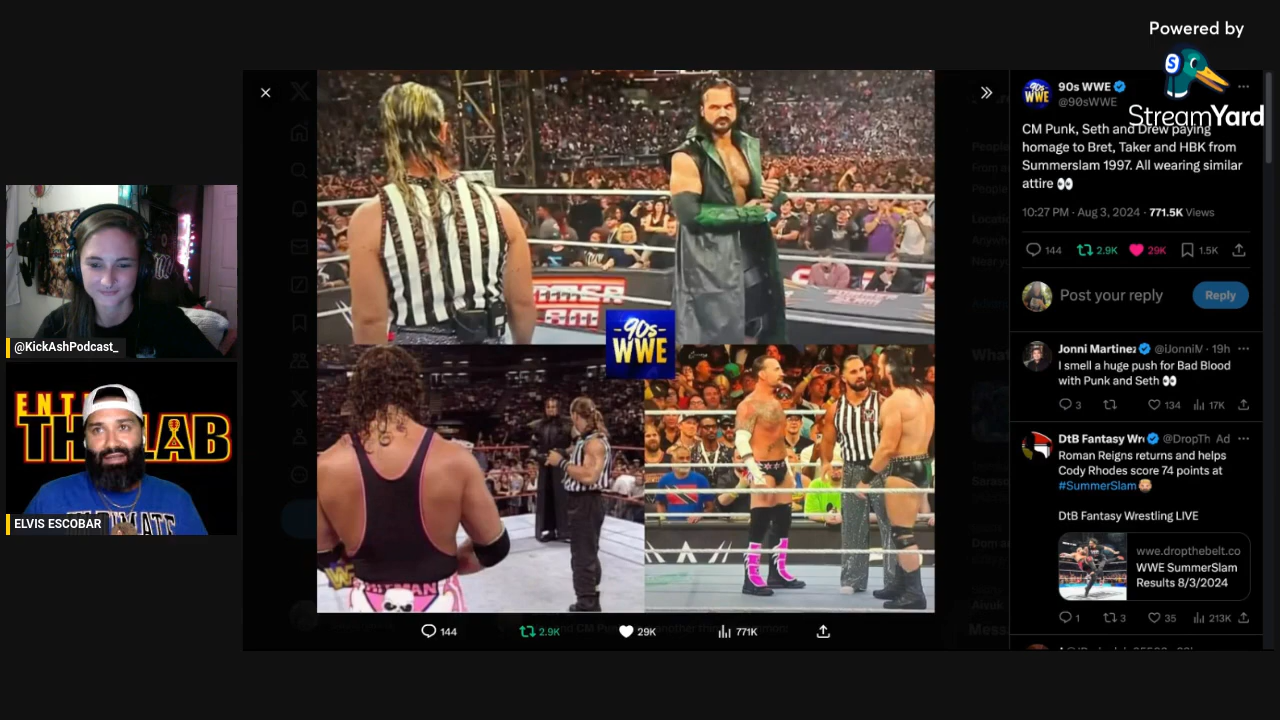 Powered by
StreamYard
S
90s WWE
@90sWWE
CM Punk, Seth and Drew paying
homage to Bret, Taker and HBK from
Summerslam 1997. All wearing similar
attire 👀
10:27 PM · Aug 3, 2024 · 771.5K Views
144 2.9K 29K 1.5K
Post your reply
Reply
Jonni Martinez @iJonniV · 19h
I smell a huge push for Bad Blood
with Punk and Seth 👀
3 134 17K
DtB Fantasy Wr @DropTh Ad
Roman Reigns returns and helps
Cody Rhodes score 74 points at
#SummerSlam
DtB Fantasy Wrestling LIVE
wwe.dropthebelt.co
WWE SummerSlam
Results 8/3/2024
1 3 35 213K
-90s-
WWE
HITMAN
144 2.9K 29K 771K
@KickAshPodcast_
THE LAB
ELVIS ESCOBAR